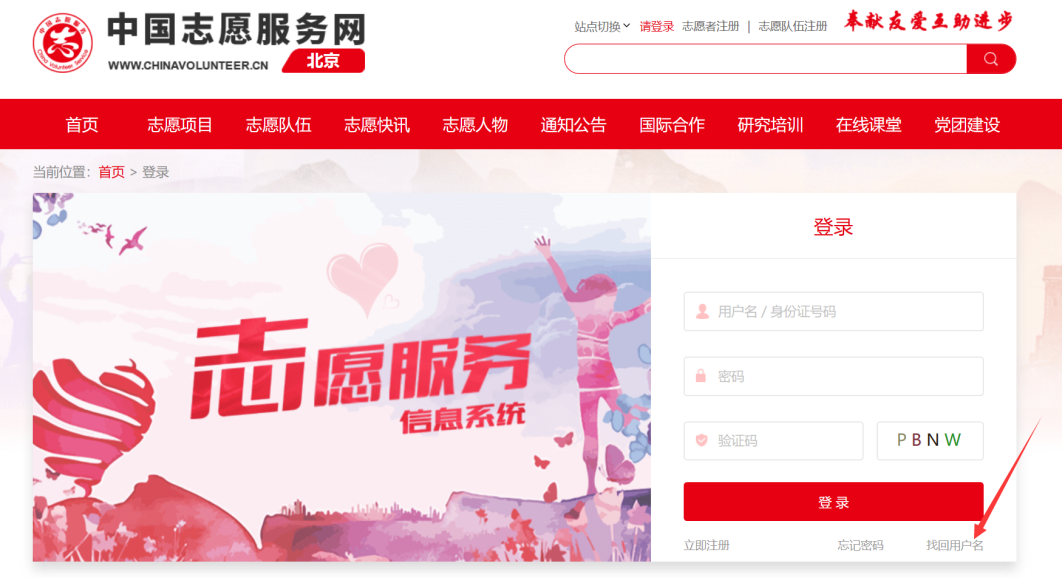 中国志愿服务网
WWW.CHINAVOLUNTEER.CN 北京
站点切换 请登录 志愿者注册 | 志愿队伍注册
奉献友爱互助进步
首页 志愿项目 志愿队伍 志愿快讯 志愿人物 通知公告 国际合作 研究培训 在线课堂 党团建设
当前位置：首页 > 登录
志愿服务
信息系统
登录
用户名 / 身份证号码
密码
验证码 PBNW
登 录
立即注册 忘记密码 找回用户名